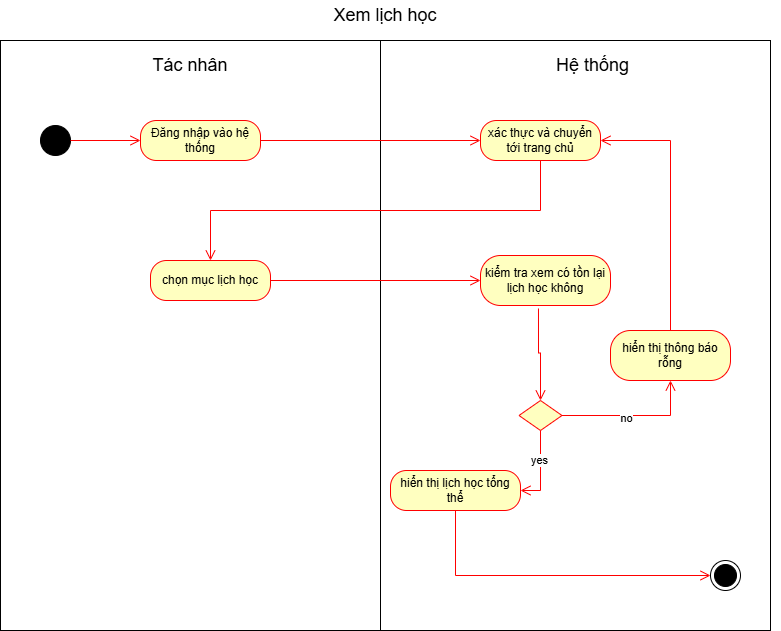 Xem lịch học
Tác nhân
Hệ thống
Đăng nhập vào hệ
thống
xác thực và chuyển
tới trang chủ
chọn mục lịch học
kiểm tra xem có tồn lại
lịch học không
hiển thị thông báo
rỗng
no
yes
hiển thị lịch học tổng
thể